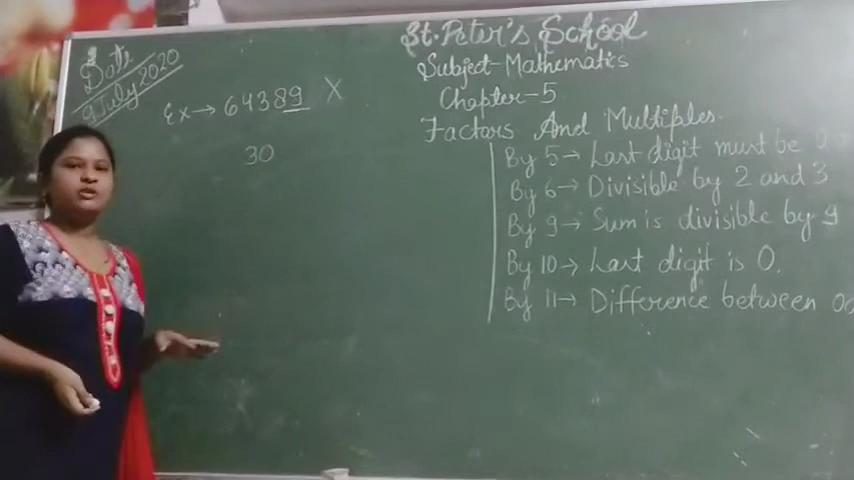 Date
9 July 2020
Ex → 64389 X
30
St. Peter's School
Subject - Mathematics
Chapter - 5
Factors And Multiples.
By 5 → Last digit must be 0
By 6 → Divisible by 2 and 3
By 9 → Sum is divisible by 9
By 10 → Last digit is 0.
By 11 → Difference between